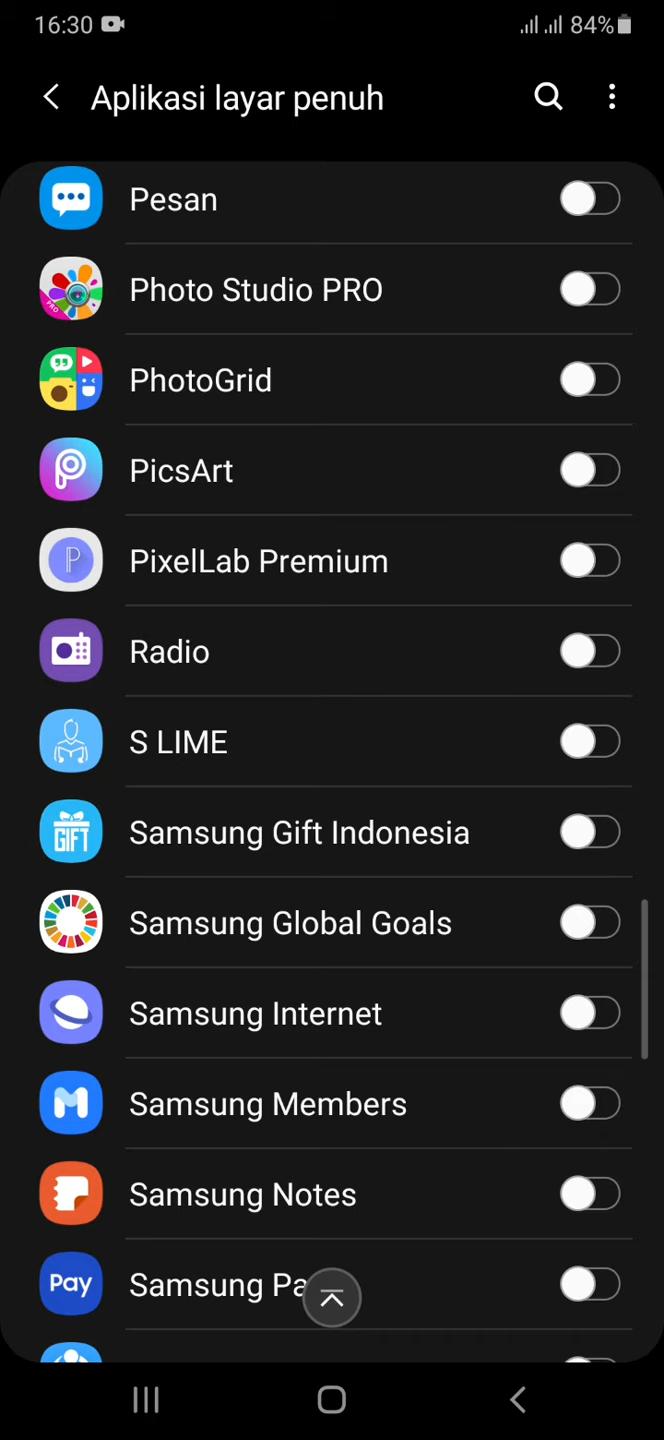 16:30
84%
Aplikasi layar penuh
Pesan
PRO
Photo Studio PRO
PhotoGrid
PicsArt
P
PixelLab Premium
Radio
S LIME
GIFT
Samsung Gift Indonesia
Samsung Global Goals
Samsung Internet
Samsung Members
Samsung Notes
Pay
Samsung